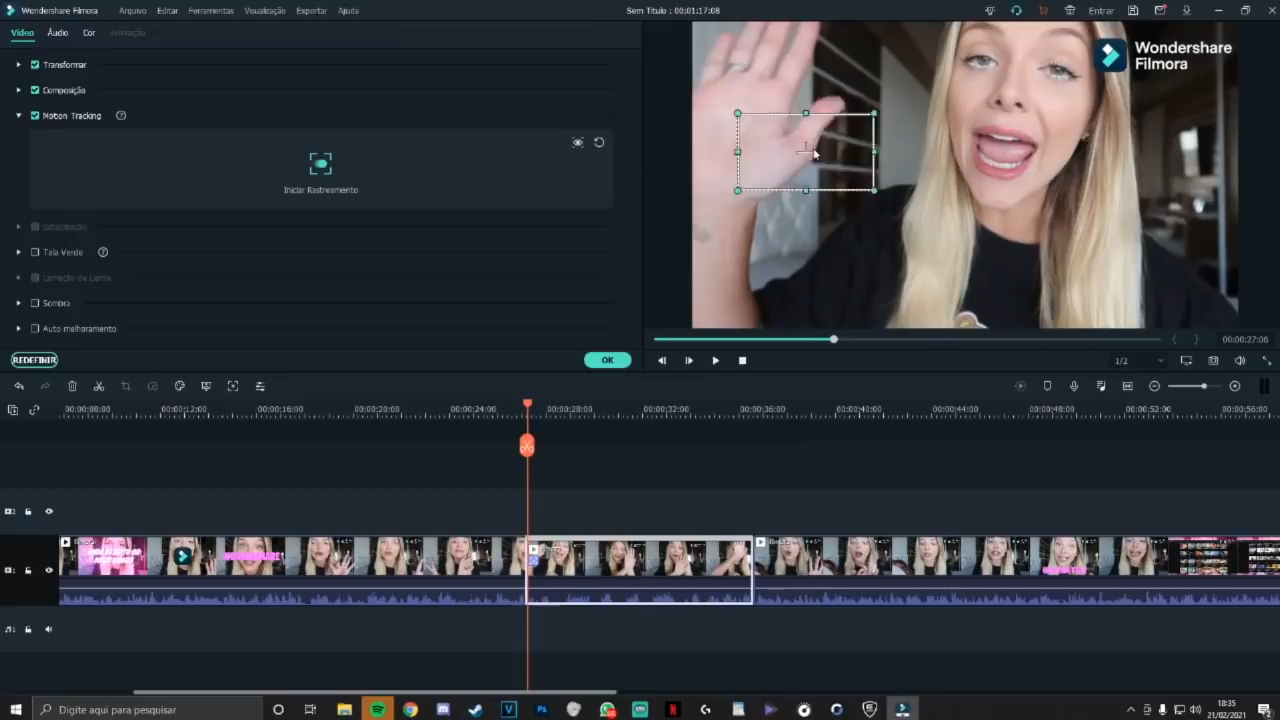 Wondershare Filmora Arquivo Editar Ferramentas Visualização Exportar Ajuda Sem Titulo : 00:01:17:08 Entrar
Vídeo Áudio Cor Animação
Wondershare
Filmora
Transformar
Composição
Motion Tracking
Iniciar Rastreamento
Estabilização
Tela Verde
Correção de Lente
Sombra
Auto melhoramento
REDEFINIR OK
00:00:27:06
1/2
00:00:08:00 00:00:12:00 00:00:16:00 00:00:20:00 00:00:24:00 00:00:28:00 00:00:32:00 00:00:36:00 00:00:40:00 00:00:44:00 00:00:48:00 00:00:52:00 00:00:56:00
WONDERSHARE
Digite aqui para pesquisar
18:35
21/02/2021